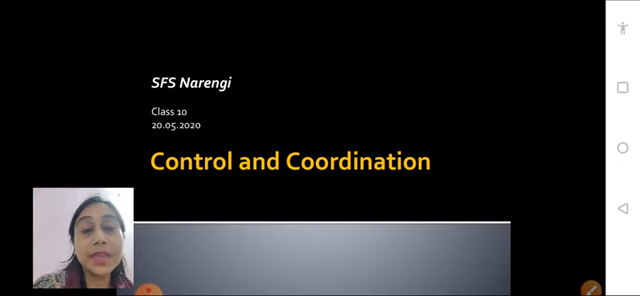 SFS Narengi
Class 10
20.05.2020
Control and Coordination